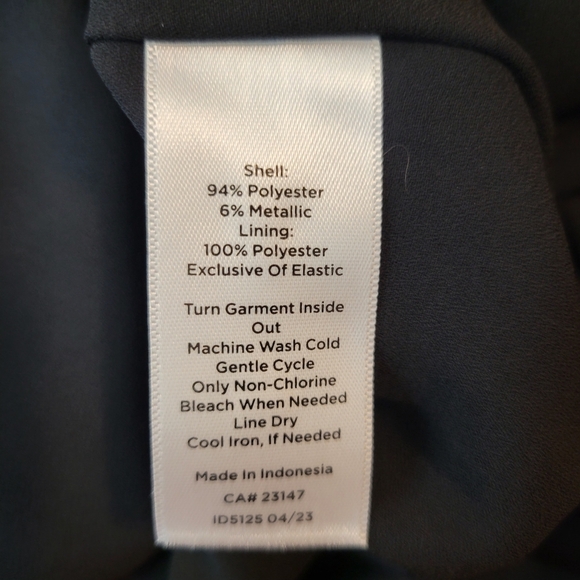 Shell:
94% Polyester
6% Metallic
Lining:
100% Polyester
Exclusive Of Elastic
Turn Garment Inside
Out
Machine Wash Cold
Gentle Cycle
Only Non-Chlorine
Bleach When Needed
Line Dry
Cool Iron, If Needed
Made In Indonesia
CA# 23147
ID5125 04/23